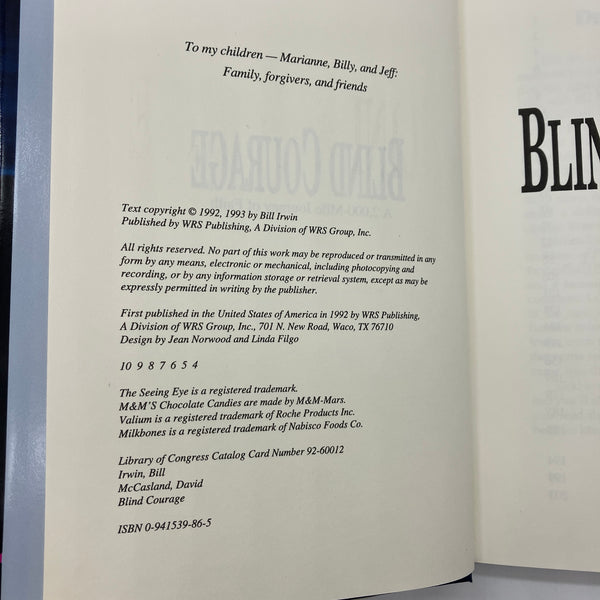 To my children — Marianne, Billy, and Jeff:
Family, forgivers, and friends
Text copyright © 1992, 1993 by Bill Irwin
Published by WRS Publishing, A Division of WRS Group, Inc.
All rights reserved. No part of this work may be reproduced or transmitted in any
form by any means, electronic or mechanical, including photocopying and
recording, or by any information storage or retrieval system, except as may be
expressly permitted in writing by the publisher.
First published in the United States of America in 1992 by WRS Publishing,
A Division of WRS Group, Inc., 701 N. New Road, Waco, TX 76710
Design by Jean Norwood and Linda Filgo
10 9 8 7 6 5 4
The Seeing Eye is a registered trademark.
M&M'S Chocolate Candies are made by M&M-Mars.
Valium is a registered trademark of Roche Products Inc.
Milkbones is a registered trademark of Nabisco Foods Co.
Library of Congress Catalog Card Number 92-60012
Irwin, Bill
McCasland, David
Blind Courage
ISBN 0-941539-86-5
BLIN